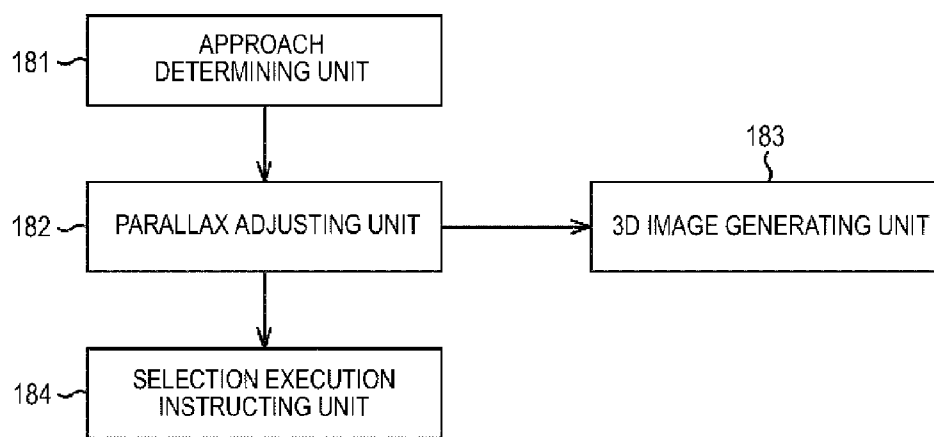 181
APPROACH
DETERMINING UNIT
183
182
PARALLAX ADJUSTING UNIT
3D IMAGE GENERATING UNIT
184
SELECTION EXECUTION
INSTRUCTING UNIT